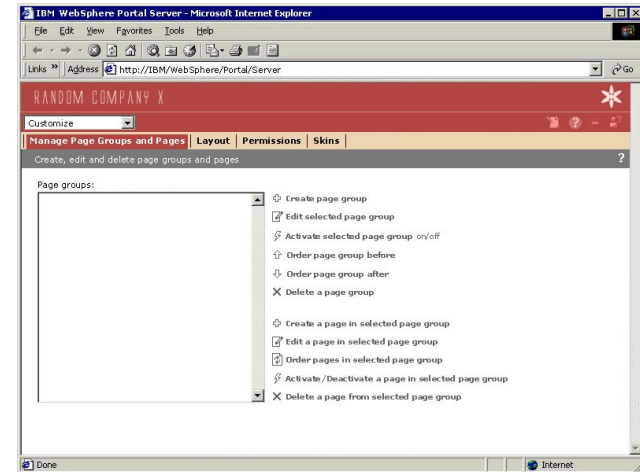 IBM WebSphere Portal Server - Microsoft Internet Explorer
File Edit View Favorites Tools Help
Links » Address http://IBM/WebSphere/Portal/Server Go
RANDOM COMPANY X
Customize
Manage Page Groups and Pages Layout Permissions Skins
Create, edit and delete page groups and pages ?
Page groups:
Create page group
Edit selected page group
Activate selected page group on/off
Order page group before
Order page group after
Delete a page group
Create a page in selected page group
Edit a page in selected page group
Order pages in selected page group
Activate/Deactivate a page in selected page group
Delete a page from selected page group
Done Internet